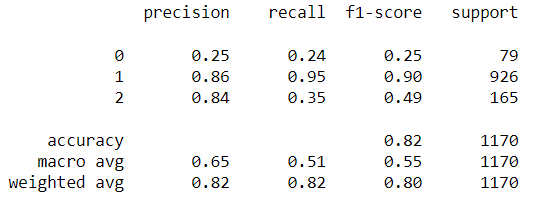 precision recall f1-score support
0 0.25 0.24 0.25 79
1 0.86 0.95 0.90 926
2 0.84 0.35 0.49 165
accuracy 0.82 1170
macro avg 0.65 0.51 0.55 1170
weighted avg 0.82 0.82 0.80 1170